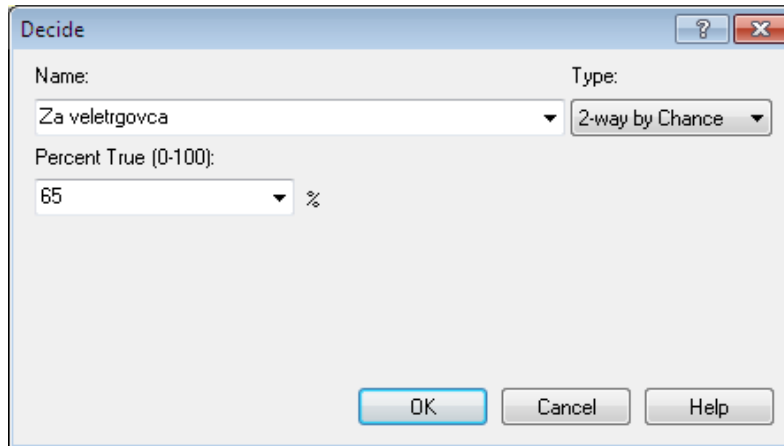 Decide
Name: Type:
Za veletrgovca 2-way by Chance
Percent True (0-100):
65 %
OK Cancel Help